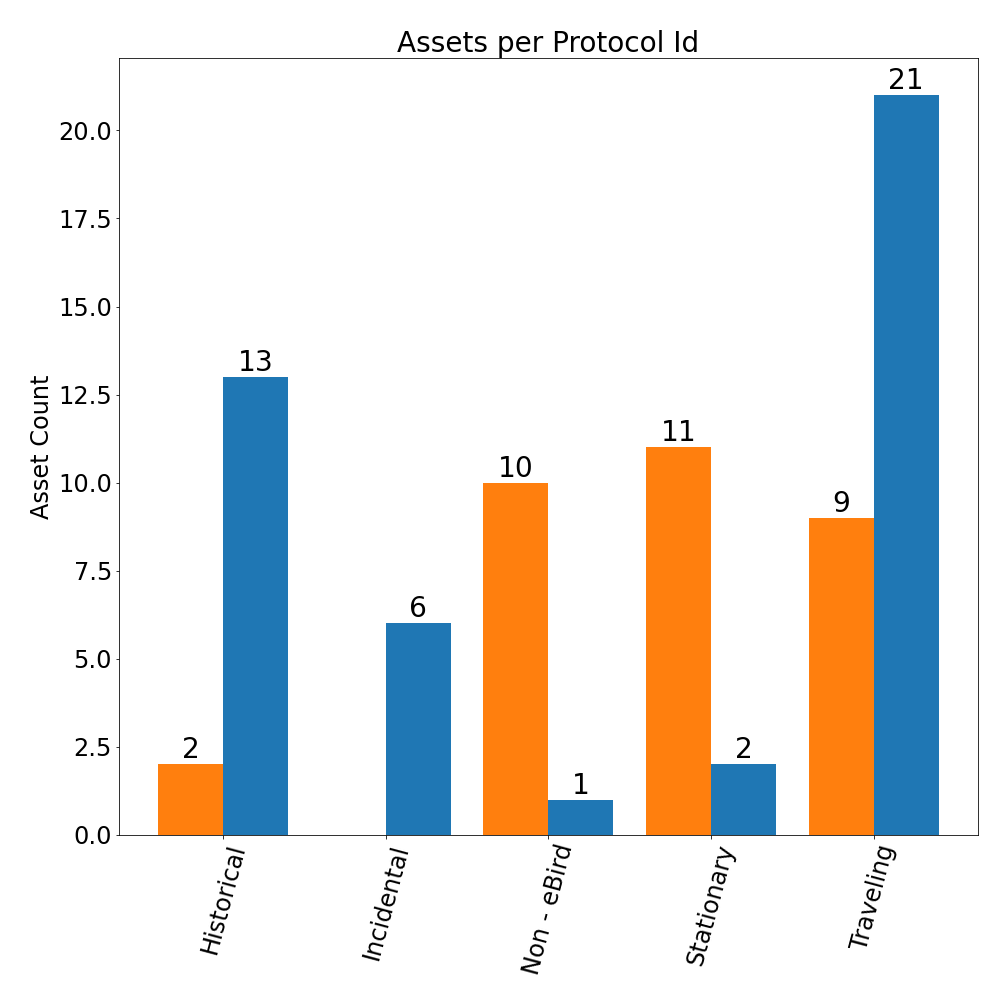 Assets per Protocol Id
Asset Count
20.0
17.5
15.0
12.5
10.0
7.5
5.0
2.5
0.0
2
13
6
10
1
11
2
9
21
Historical
Incidental
Non - eBird
Stationary
Traveling